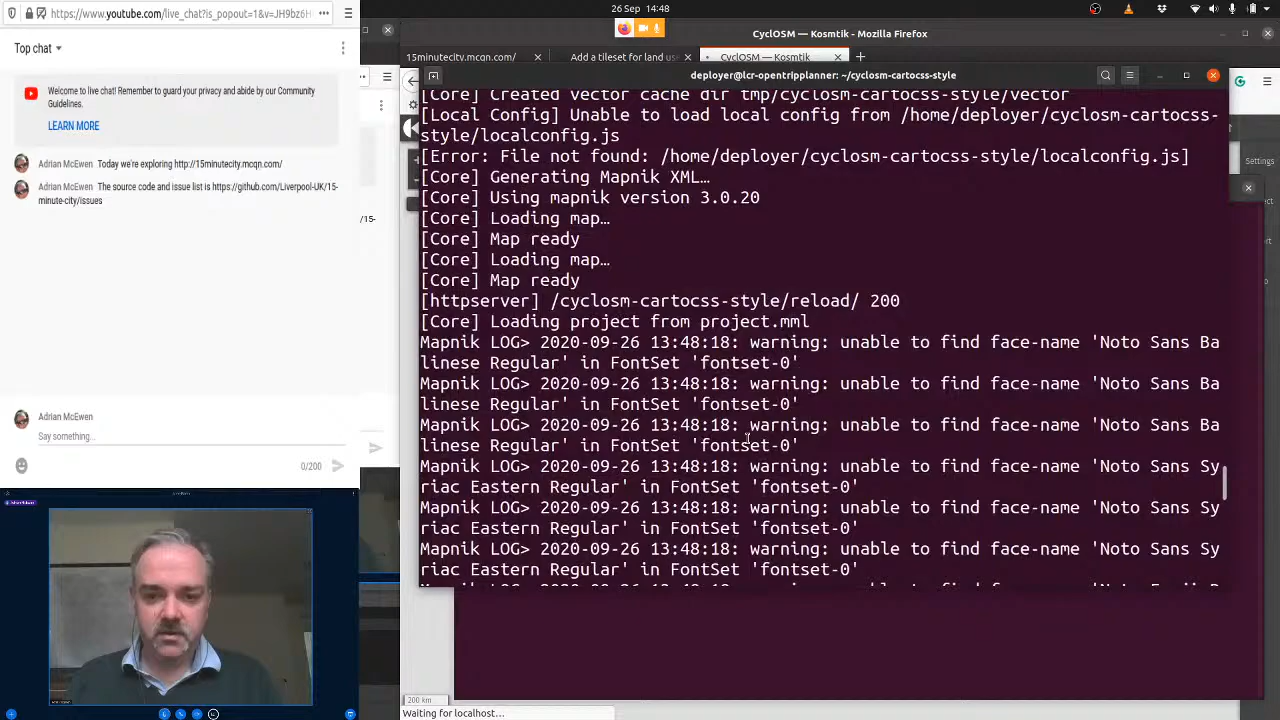 https://www.youtube.com/live_chat?is_popout=1&v=JH9bz6H
Top chat
Welcome to live chat! Remember to guard your privacy and abide by our Community
Guidelines.
LEARN MORE
Adrian McEwen Today we're exploring http://15minutecity.mcqn.com/
Adrian McEwen The source code and issue list is https://github.com/Liverpool-UK/15-
minute-city/issues
Adrian McEwen
Say something...
0/200
26 Sep 14:48
CyclOSM — Kosmtik - Mozilla Firefox
15minutecity.mcqn.com/
Add a tileset for land us
CyclOSM — Kosmtik
deployer@lcr-opentripplanner: ~/cyclosm-cartocss-style
[Core] Created vector cache dir tmp/cyclosm-cartocss-style/vector
[Local Config] Unable to load local config from /home/deployer/cyclosm-cartocss-
style/localconfig.js
[Error: File not found: /home/deployer/cyclosm-cartocss-style/localconfig.js]
[Core] Generating Mapnik XML…
[Core] Using mapnik version 3.0.20
[Core] Loading map…
[Core] Map ready
[Core] Loading map…
[Core] Map ready
[httpserver] /cyclosm-cartocss-style/reload/ 200
[Core] Loading project from project.mml
Mapnik LOG> 2020-09-26 13:48:18: warning: unable to find face-name 'Noto Sans Ba
linese Regular' in FontSet 'fontset-0'
Mapnik LOG> 2020-09-26 13:48:18: warning: unable to find face-name 'Noto Sans Ba
linese Regular' in FontSet 'fontset-0'
Mapnik LOG> 2020-09-26 13:48:18: warning: unable to find face-name 'Noto Sans Ba
linese Regular' in FontSet 'fontset-0'
Mapnik LOG> 2020-09-26 13:48:18: warning: unable to find face-name 'Noto Sans Sy
riac Eastern Regular' in FontSet 'fontset-0'
Mapnik LOG> 2020-09-26 13:48:18: warning: unable to find face-name 'Noto Sans Sy
riac Eastern Regular' in FontSet 'fontset-0'
Mapnik LOG> 2020-09-26 13:48:18: warning: unable to find face-name 'Noto Sans Sy
riac Eastern Regular' in FontSet 'fontset-0'
Settings
/15-
200 km
Waiting for localhost...